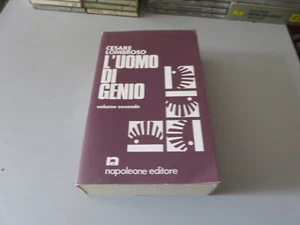 CESARE
LOMBROSO
L'UOMO
DI
GENIO
volume secondo
napoleone editore